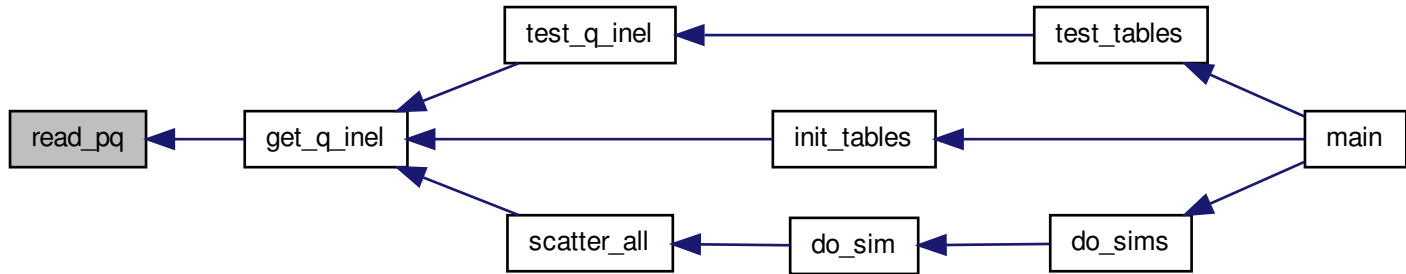 test_q_inel
test_tables
read_pq
get_q_inel
init_tables
main
scatter_all
do_sim
do_sims